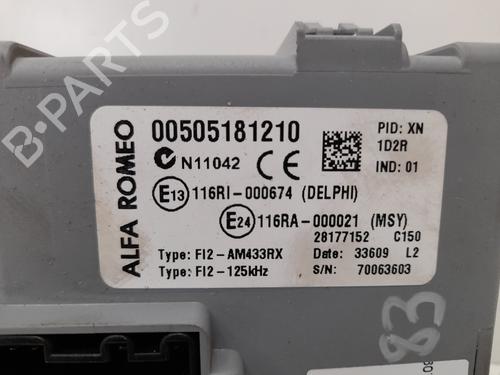 B-PARTS
ALFA ROMEO
00505181210
PID: XN
1D2R
N11042 CE
IND: 01
E13 116RI-000674 (DELPHI)
E24 116RA-000021 (MSY)
28177152 C150
Type: FI2-AM433RX Date: 33609 L2
Type: FI2-125kHz S/N: 70063603
83